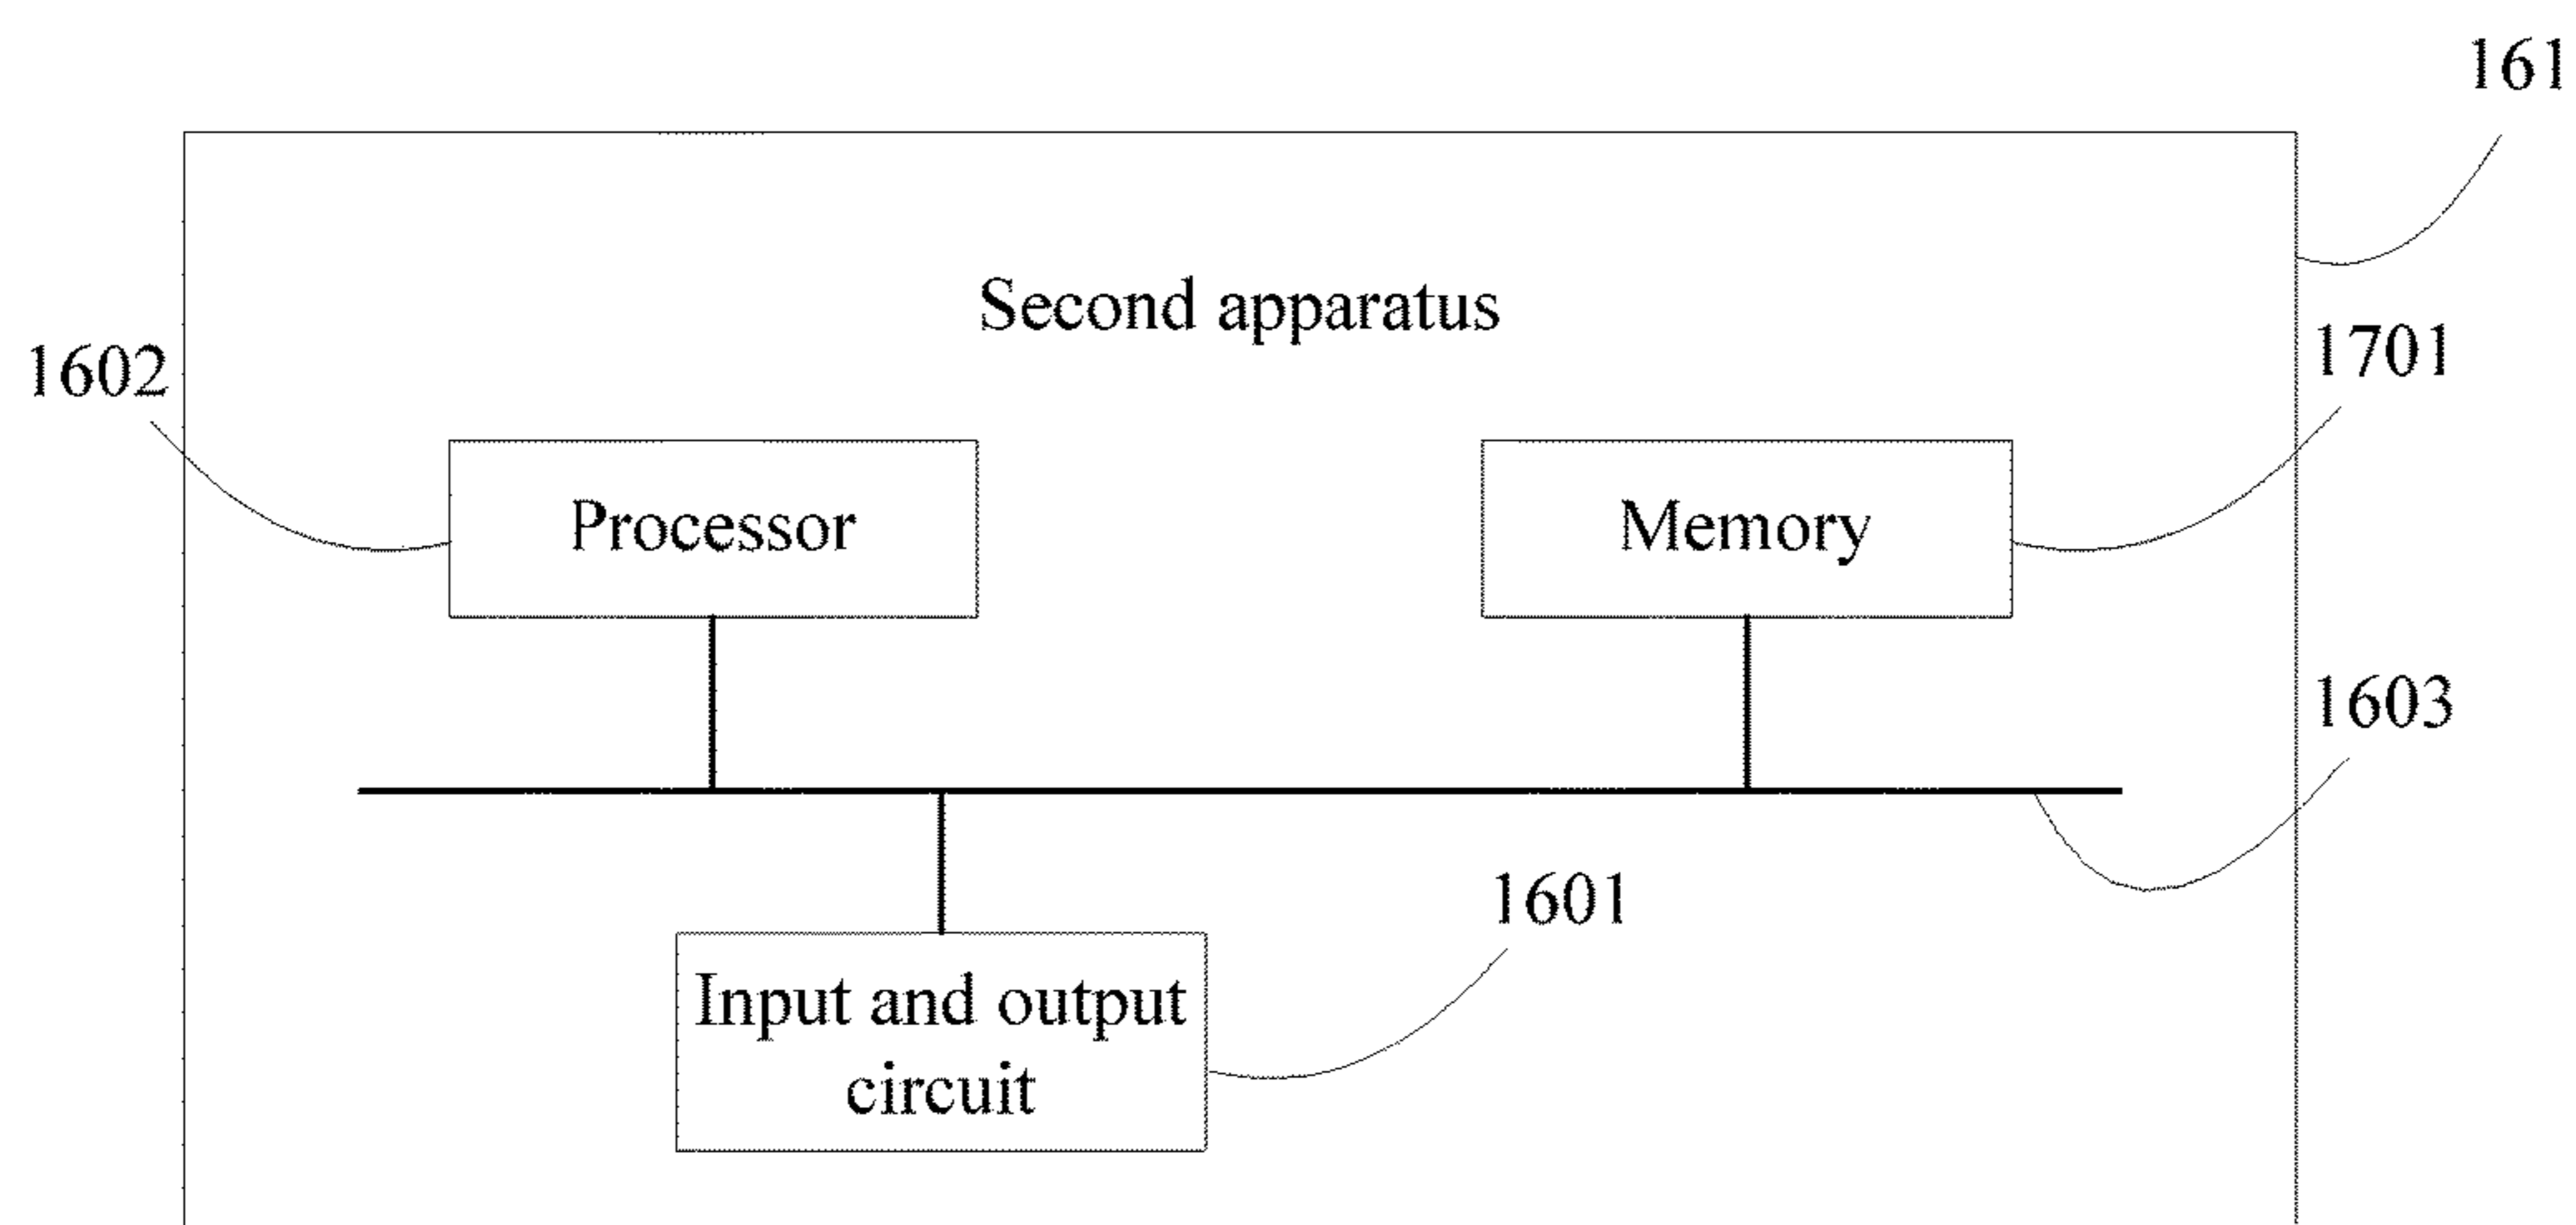 161
Second apparatus
1701
1602
Processor
Memory
1603
1601
Input and output
circuit